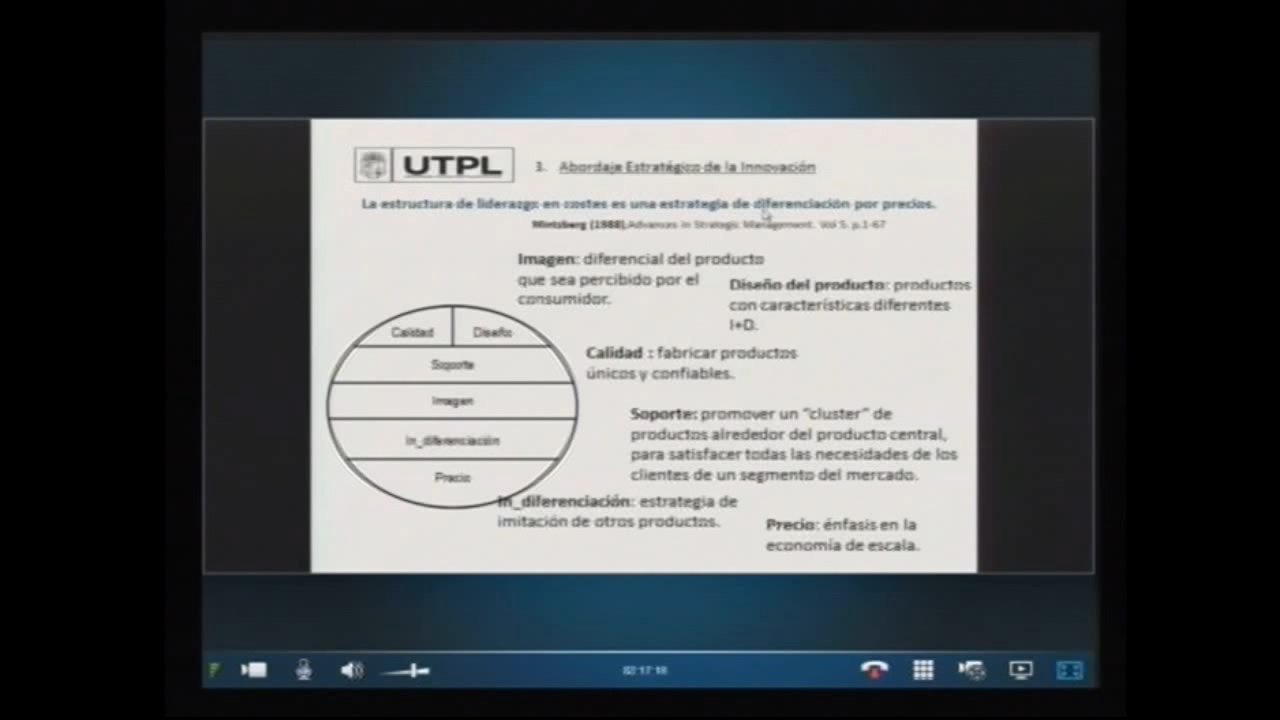 UTPL
3. Abordaje Estratégico de la Innovación
La estructura de liderazgo en costes es una estrategia de diferenciación por precios.
Mintzberg (1988) Advances in Strategic Management. Vol 5. p.1-67
Imagen: diferencial del producto
que sea percibido por el
consumidor.
Diseño del producto: productos
con características diferentes
I+D.
Calidad Diseño
Soporte
Imagen
In_diferenciación
Precio
Calidad : fabricar productos
únicos y confiables.
Soporte: promover un “cluster” de
productos alrededor del producto central,
para satisfacer todas las necesidades de los
clientes de un segmento del mercado.
In_diferenciación: estrategia de
imitación de otros productos.
Precio: énfasis en la
economía de escala.
02:17:18